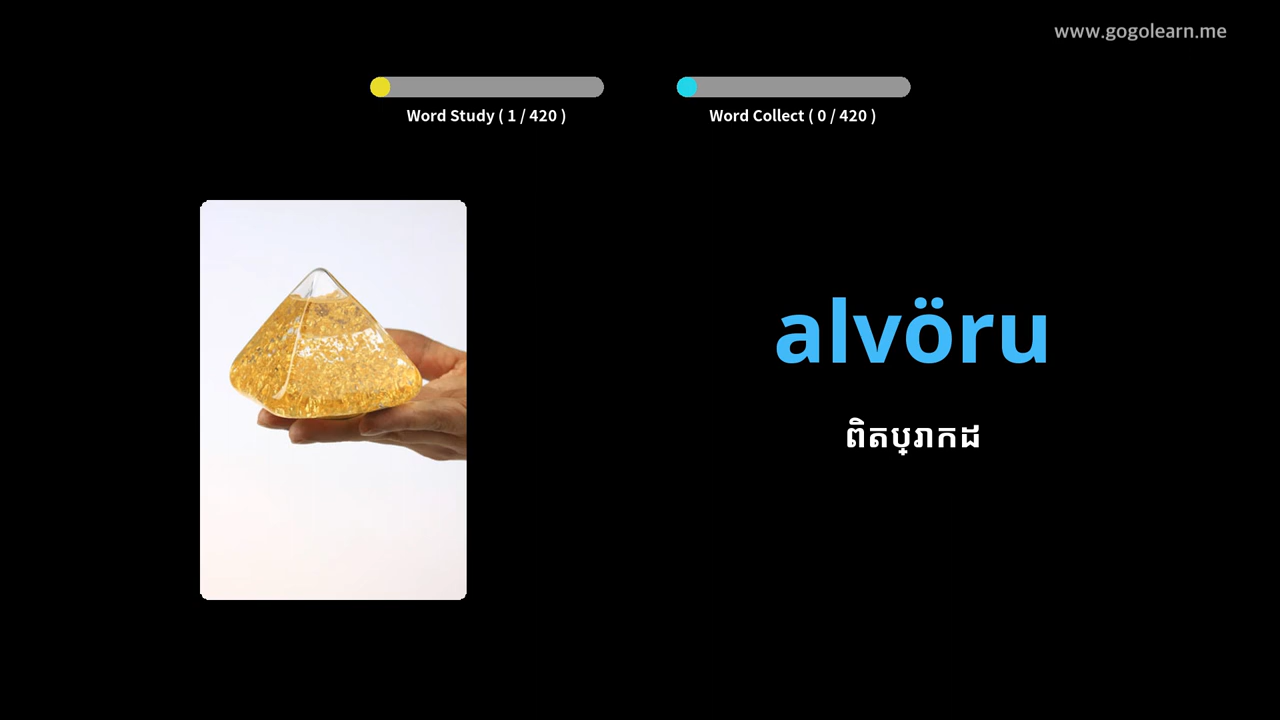 www.gogolearn.me
Word Study ( 1 / 420 )
Word Collect ( 0 / 420 )
alvöru
ពិតប្រាកដ